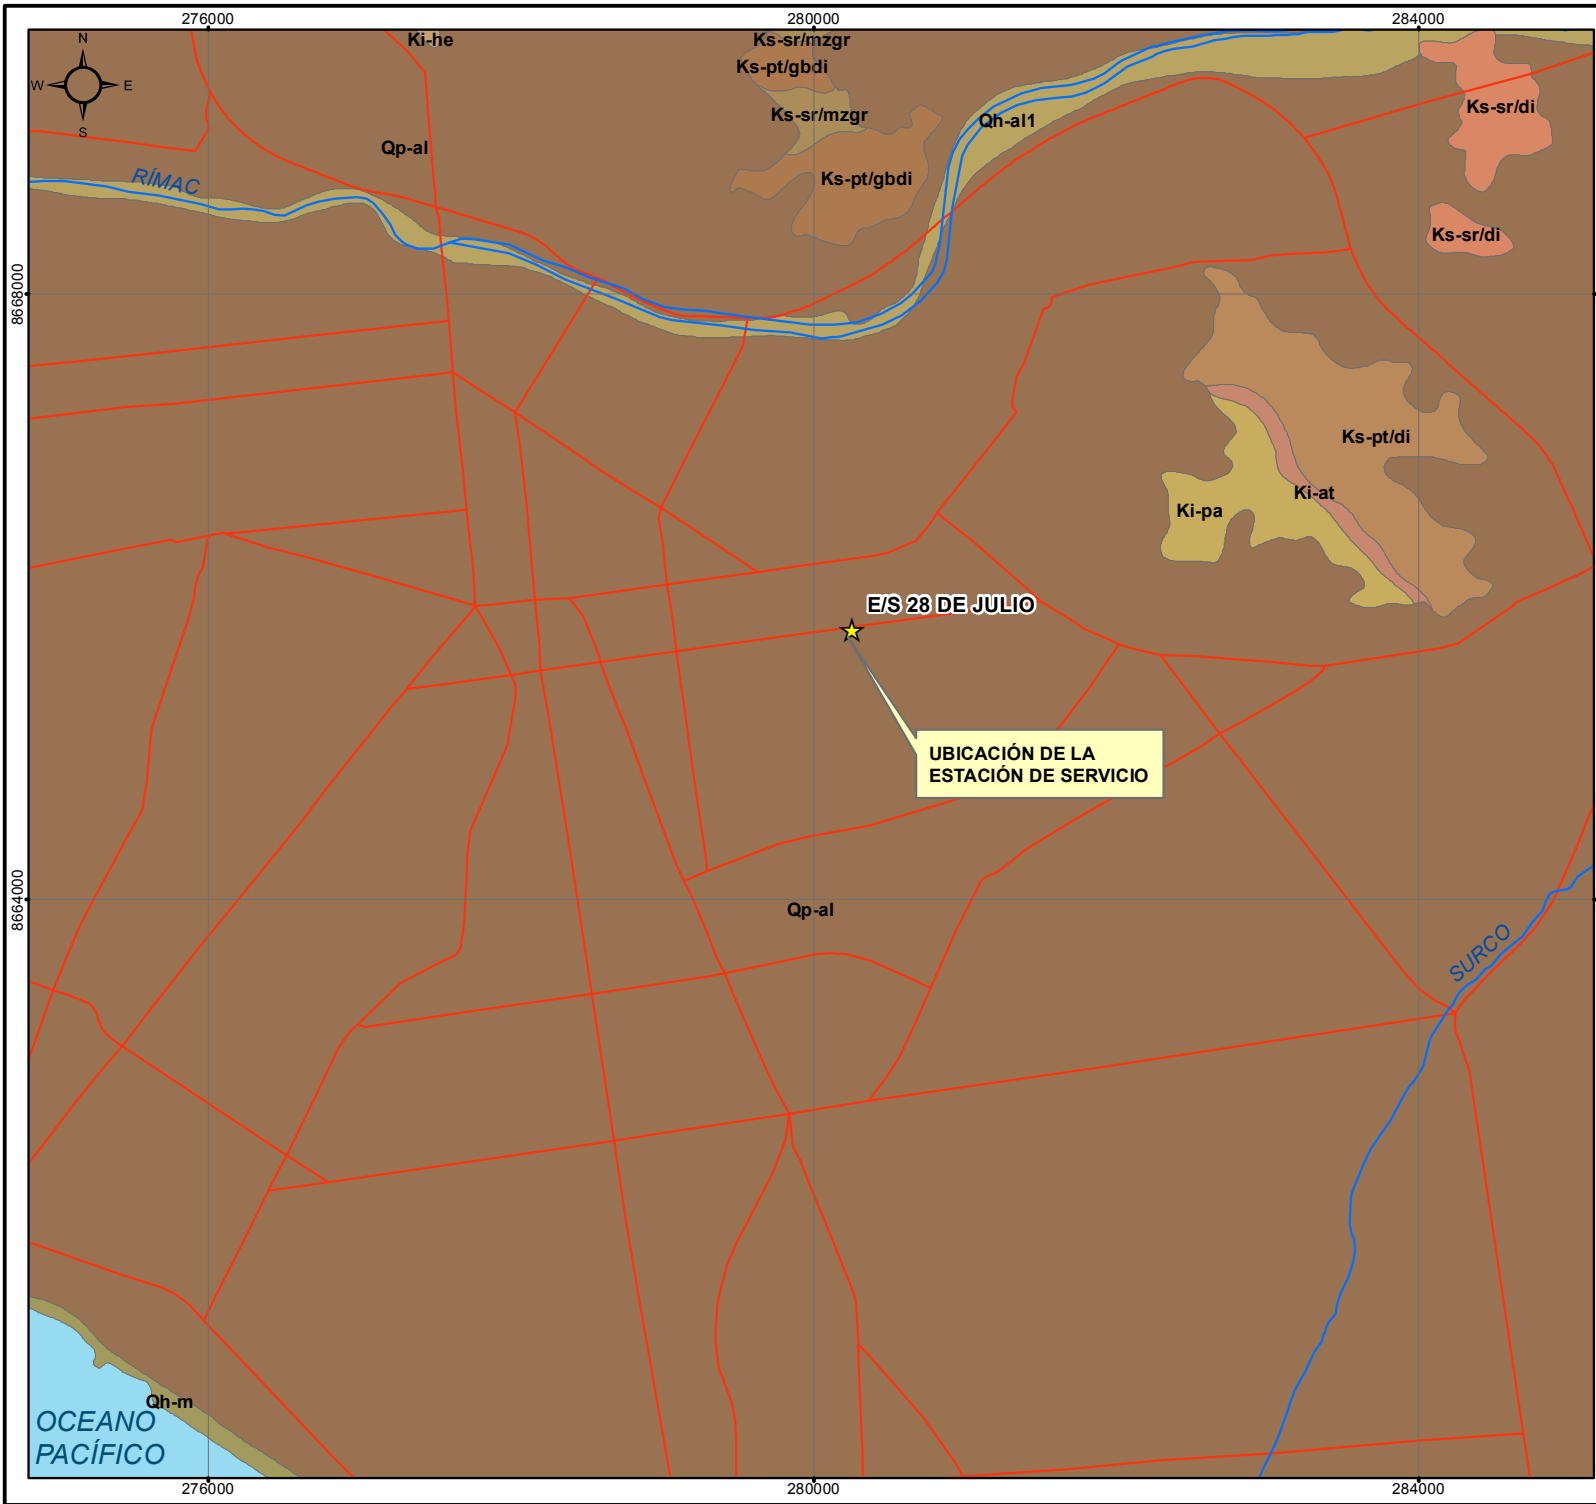 276000
280000
284000
N
W
E
S
Ki-he
Ks-sr/mzgr
Ks-pt/gbdi
Ks-sr/mzgr
Ks-sr/di
Qh-al1
Qp-al
RÍMAC
Ks-pt/gbdi
Ks-sr/di
8668000
Ks-pt/di
Ki-at
Ki-pa
E/S 28 DE JULIO
UBICACIÓN DE LA
ESTACIÓN DE SERVICIO
8664000
Qp-al
SURCO
Qh-m
OCEANO
PACÍFICO
276000
280000
284000